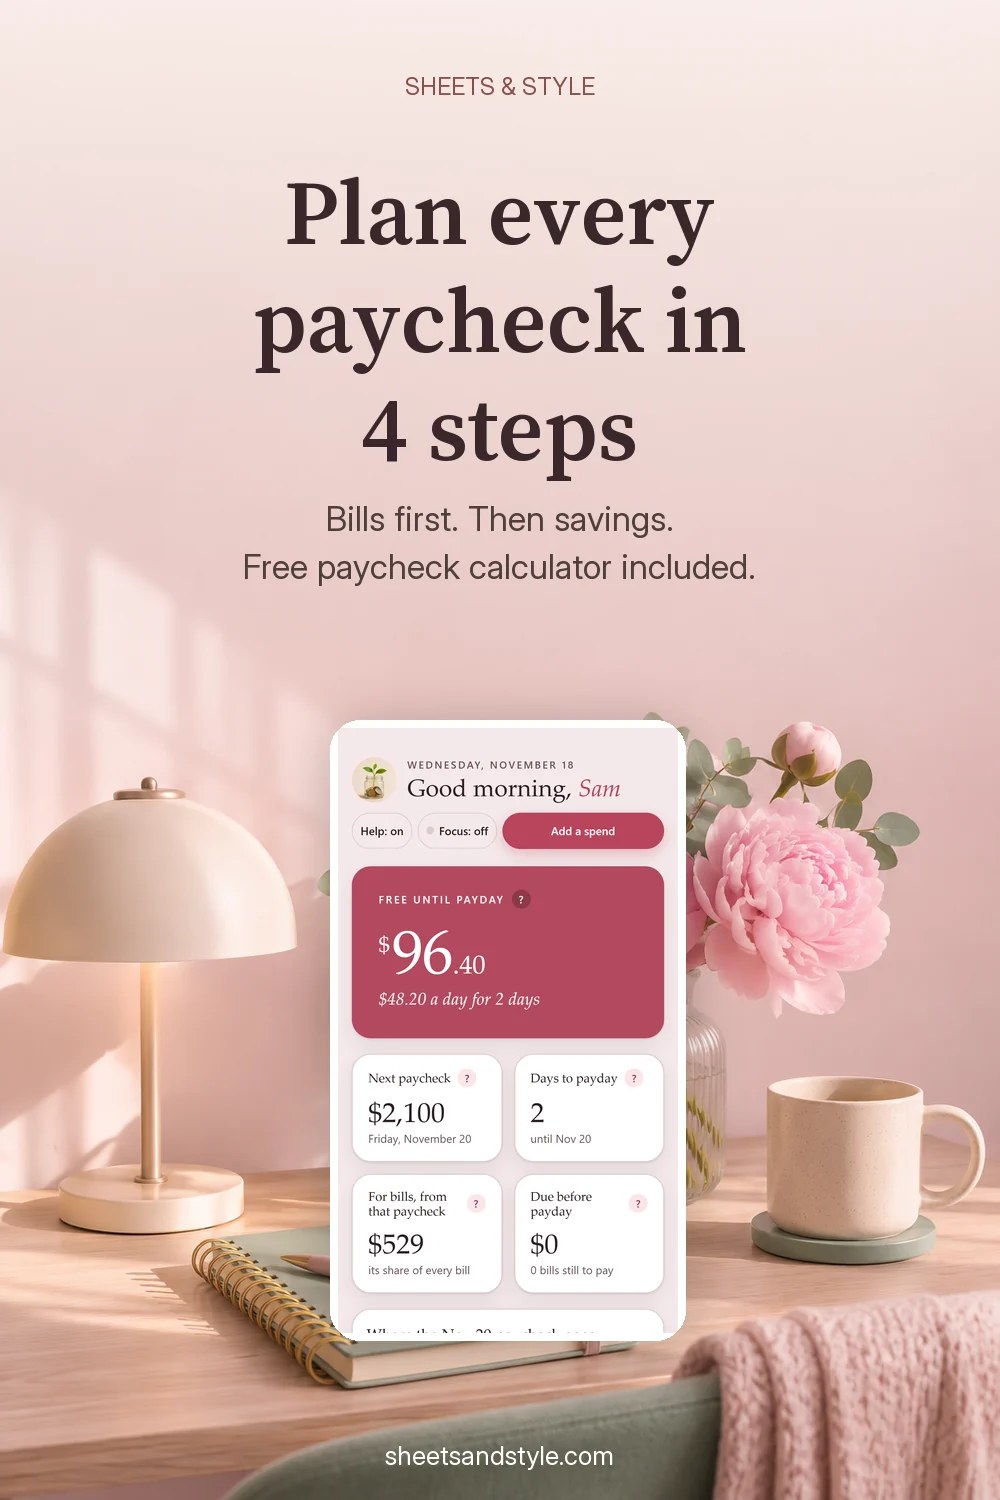 SHEETS & STYLE
Plan every
paycheck in
4 steps
Bills first. Then savings.
Free paycheck calculator included.
WEDNESDAY, NOVEMBER 18
Good morning, Sam
Help: on
Focus: off
Add a spend
FREE UNTIL PAYDAY ?
$96.40
$48.20 a day for 2 days
Next paycheck ?
$2,100
Friday, November 20
Days to payday ?
2
until Nov 20
For bills, from
that paycheck ?
$529
its share of every bill
Due before
payday ?
$0
0 bills still to pay
sheetsandstyle.com